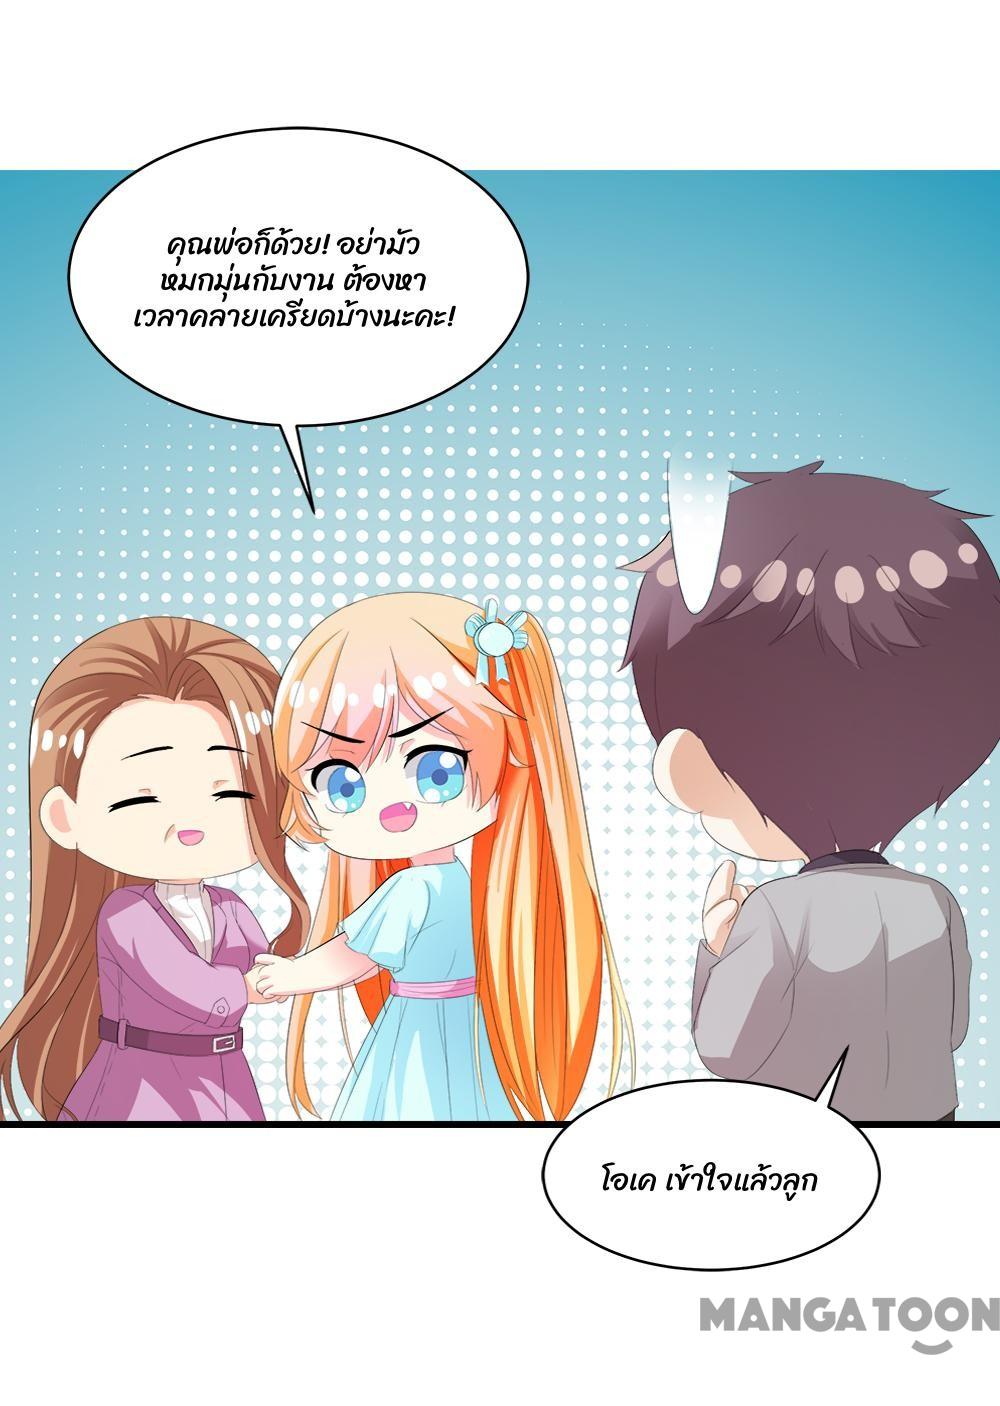 คุณพ่อก็ด้วย! อย่ามัว
หมกมุ่นกับงาน ต้องหา
เวลาคลายเครียดบ้างนะคะ!
โอเค เข้าใจแล้วลูก
MANGATOON